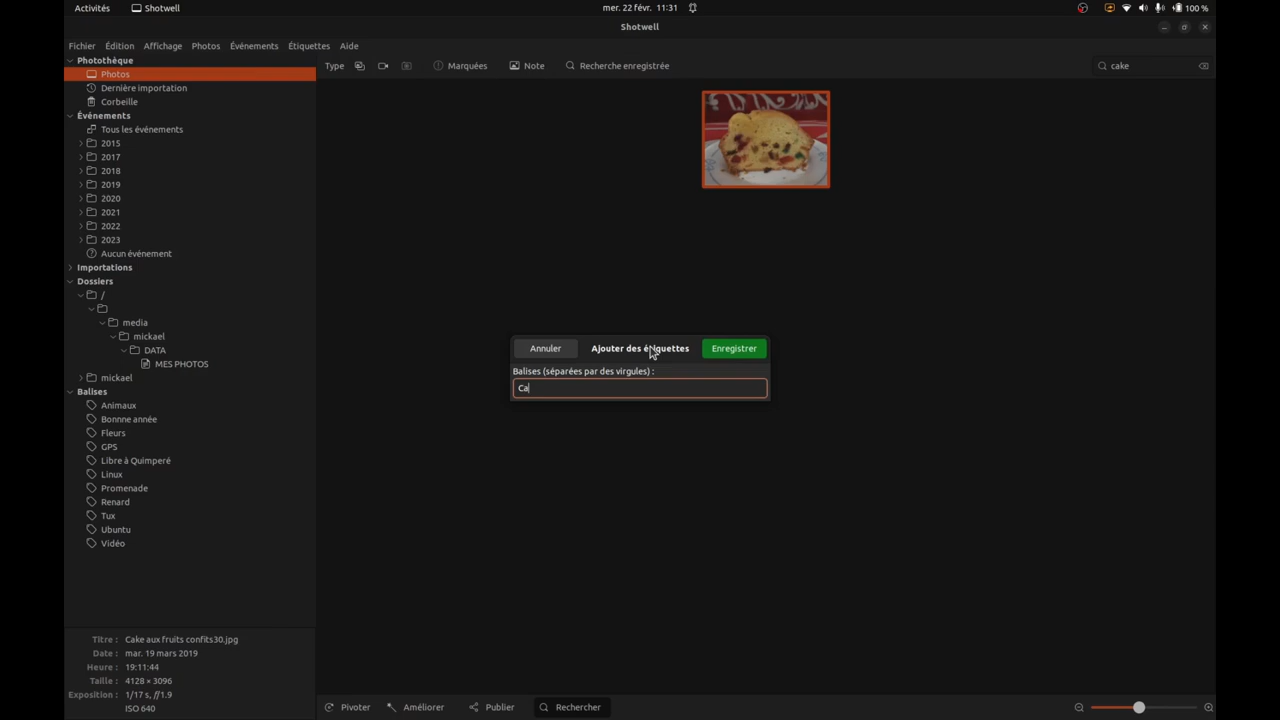 Activités
Shotwell
mer. 22 févr. 11:31
100 %
Shotwell
Fichier Édition Affichage Photos Événements Étiquettes Aide
Photothèque
Photos
Dernière importation
Corbeille
Événements
Tous les événements
2015
2017
2018
2019
2020
2021
2022
2023
Aucun événement
Importations
Dossiers
/
media
mickael
DATA
MES PHOTOS
mickael
Balises
Animaux
Bonnne année
Fleurs
GPS
Libre à Quimperé
Linux
Promenade
Renard
Tux
Ubuntu
Vidéo
Titre : Cake aux fruits confits30.jpg
Date : mar. 19 mars 2019
Heure : 19:11:44
Taille : 4128 × 3096
Exposition : 1/17 s, f/1.9
ISO 640
Type Marquées Note Recherche enregistrée
cake
Annuler Ajouter des étiquettes Enregistrer
Balises (séparées par des virgules) :
Ca
Pivoter Améliorer Publier Rechercher